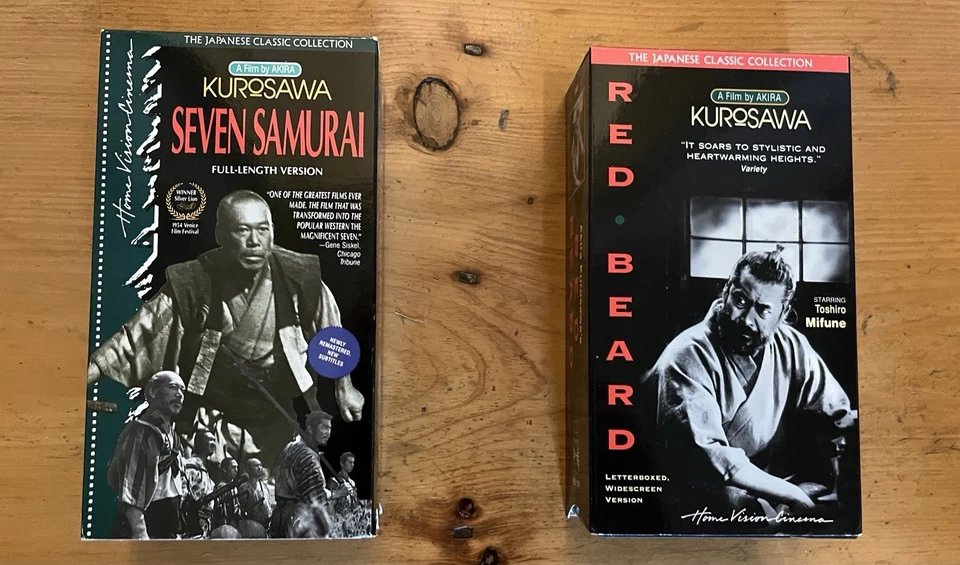 THE JAPANESE CLASSIC COLLECTION
Home Vision Cinema
A Film by AKIRA
KUROSAWA
SEVEN SAMURAI
FULL-LENGTH VERSION
WINNER
Silver Lion
1954 Venice
Film Festival
"ONE OF THE GREATEST FILMS EVER
MADE. THE FILM THAT WAS
TRANSFORMED INTO THE
POPULAR WESTERN THE
MAGNIFICENT SEVEN."
—Gene Siskel,
Chicago
Tribune
NEWLY
REMASTERED,
NEW
SUBTITLES
THE JAPANESE CLASSIC COLLECTION
RED • BEARD
A Film by AKIRA
KUROSAWA
"IT SOARS TO STYLISTIC AND
HEARTWARMING HEIGHTS."
Variety
STARRING
Toshiro
Mifune
LETTERBOXED,
WIDESCREEN
VERSION
Home Vision Cinema